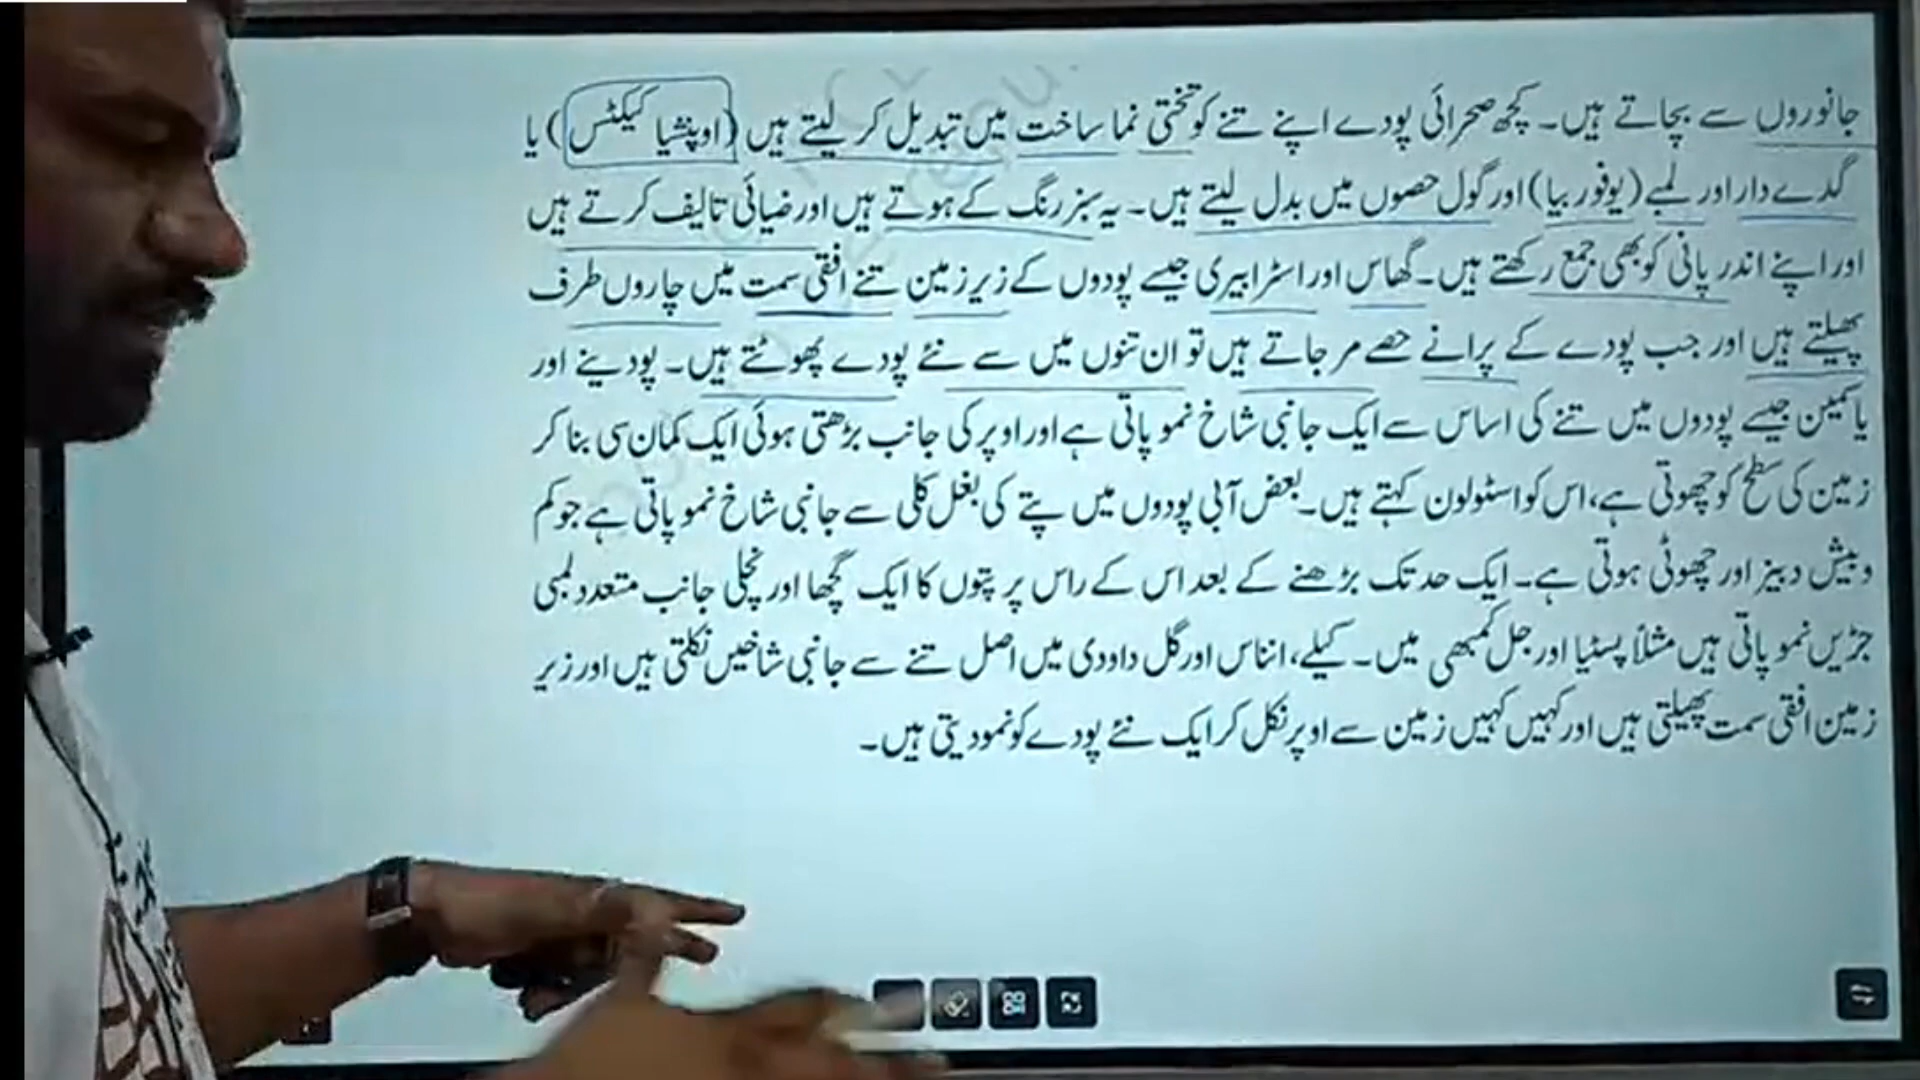 جانوروں سے بچاتے ہیں۔ کچھ صحرائی پودے اپنے تنے کو تختی نما ساخت میں تبدیل کر لیتے ہیں (اوپنشیا کیکٹس) یا
گدے دار اور لمبے (یوفوربیا) اور گول حصوں میں بدل لیتے ہیں۔ یہ سبز رنگ کے ہوتے ہیں اور ضیائی تالیف کرتے ہیں
اور اپنے اندر پانی کو بھی جمع رکھتے ہیں۔ گھاس اور اسٹرابیری جیسے پودوں کے زیر زمین تنے افقی سمت میں چاروں طرف
پھیلتے ہیں اور جب پودے کے پرانے حصے مر جاتے ہیں تو ان تنوں میں سے نئے پودے پھوٹتے ہیں۔ پودینے اور
یاسمین جیسے پودوں میں تنے کی اساس سے ایک جانبی شاخ نمو پاتی ہے اور اوپر کی جانب بڑھتی ہوئی ایک کمان سی بنا کر
زمین کی سطح کو چھوتی ہے، اس کو اسٹولون کہتے ہیں۔ بعض آبی پودوں میں پتے کی بغل کلی سے جانبی شاخ نمو پاتی ہے جو کم
و بیش دبیز اور چھوٹی ہوتی ہے۔ ایک حد تک بڑھنے کے بعد اس کے راس پر پتوں کا ایک گچھا اور نچلی جانب متعدد لمبی
جڑیں نمو پاتی ہیں مثلاً پسٹیا اور جل کمبھی میں۔ کیلے، انناس اور گل داودی میں اصل تنے سے جانبی شاخیں نکلتی ہیں اور زیر
زمین افقی سمت پھیلتی ہیں اور کہیں کہیں زمین سے اوپر نکل کر ایک نئے پودے کو نمو دیتی ہیں۔